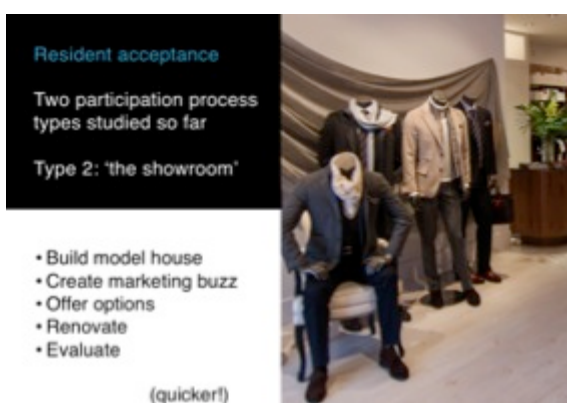 Resident acceptance
Two participation process
types studied so far
Type 2: ‘the showroom’
• Build model house
• Create marketing buzz
• Offer options
• Renovate
• Evaluate
(quicker!)